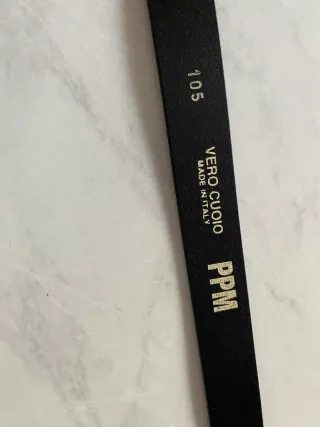 105
VERO CUOIO
MADE IN ITALY
PPM